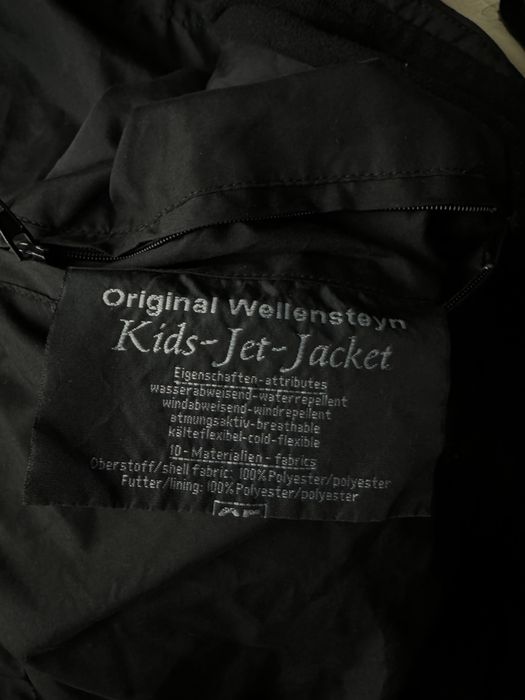 Original Wellensteyn
Kids-Jet-Jacket
Eigenschaften-attributes
wasserabweisend-waterrepellent
windabweisend-windrepellent
atmungsaktiv-breathable
kälteflexibel-cold-flexible
10-Materialien-fabrics
Oberstoff/shell fabric: 100% Polyester/polyester
Futter/lining: 100% Polyester/polyester